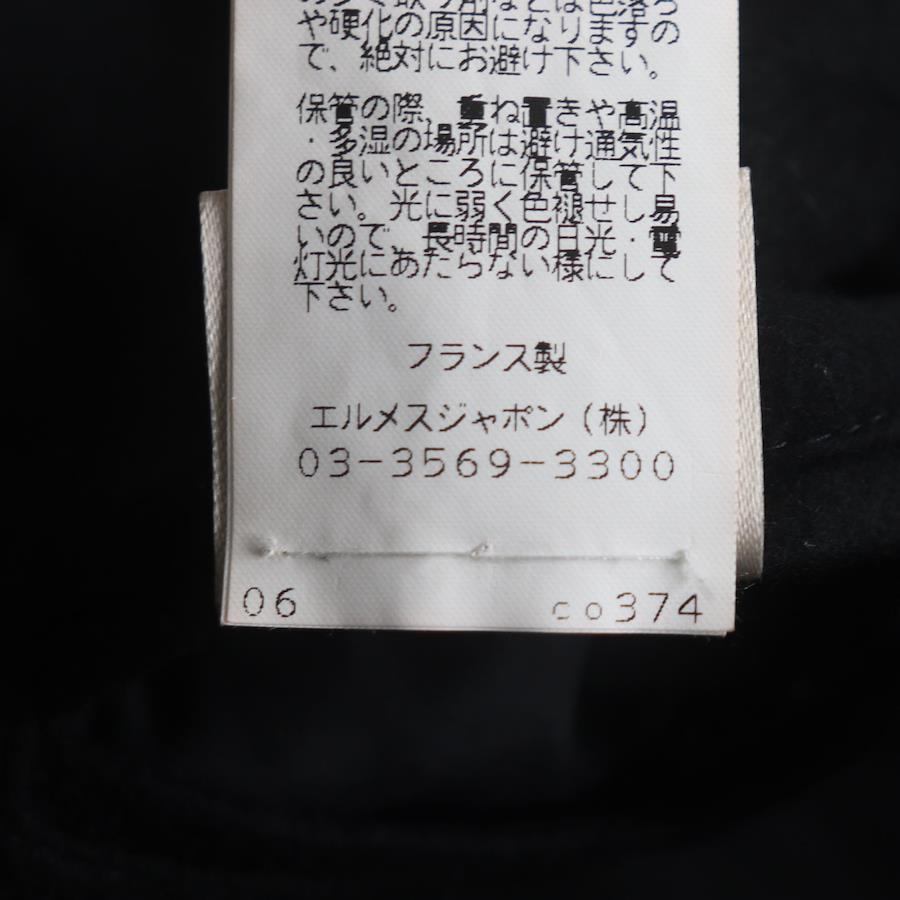 や硬化の原因になりますの
で、絶対にお避け下さい。
保管の際、重ね置きや高温
・多湿の場所は避け通気性
の良いところに保管して下
さい。光に弱く色褪せし易
いので、長時間の日光・電
灯光にあたらない様にして
下さい。
フランス製
エルメスジャポン(株)
03-3569-3300
06
co374